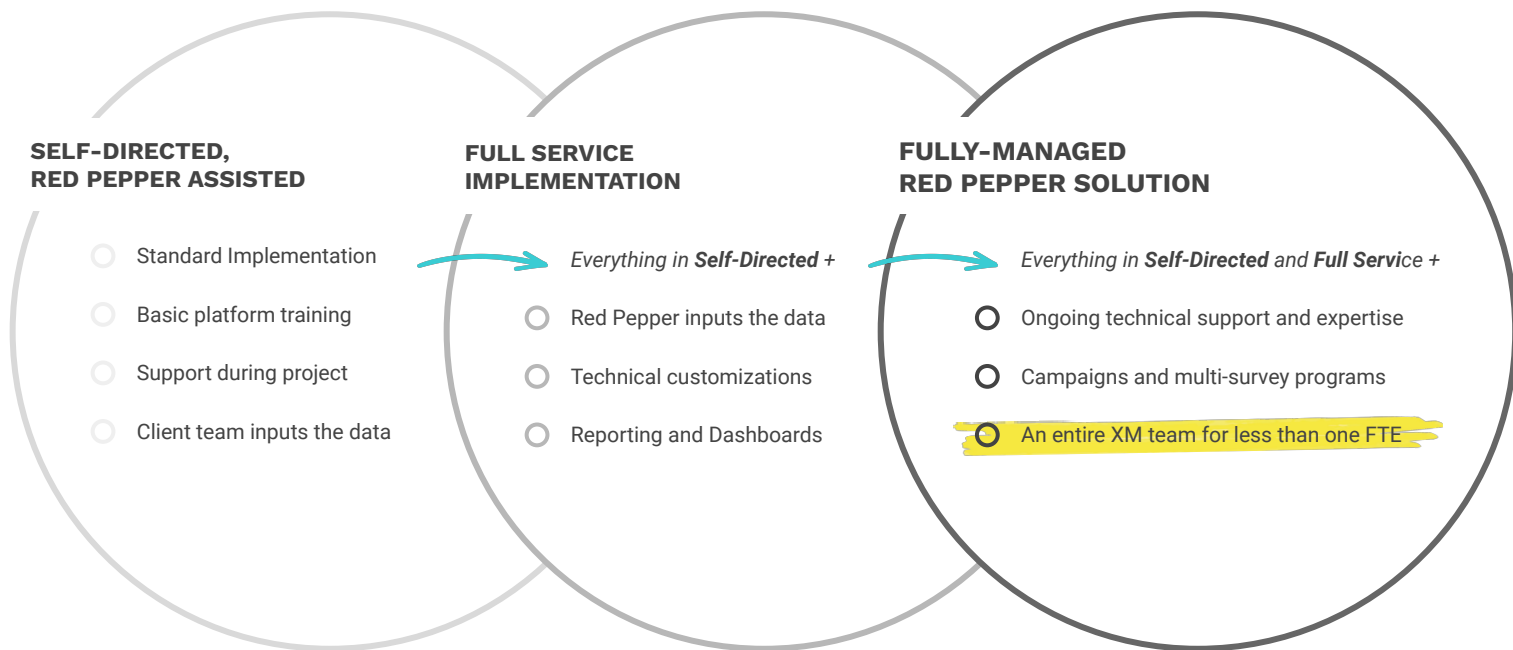 SELF-DIRECTED,
RED PEPPER ASSISTED
Standard Implementation
Basic platform training
Support during project
Client team inputs the data
FULL SERVICE
IMPLEMENTATION
Everything in Self-Directed +
Red Pepper inputs the data
Technical customizations
Reporting and Dashboards
FULLY-MANAGED
RED PEPPER SOLUTION
Everything in Self-Directed and Full Service +
Ongoing technical support and expertise
Campaigns and multi-survey programs
An entire XM team for less than one FTE